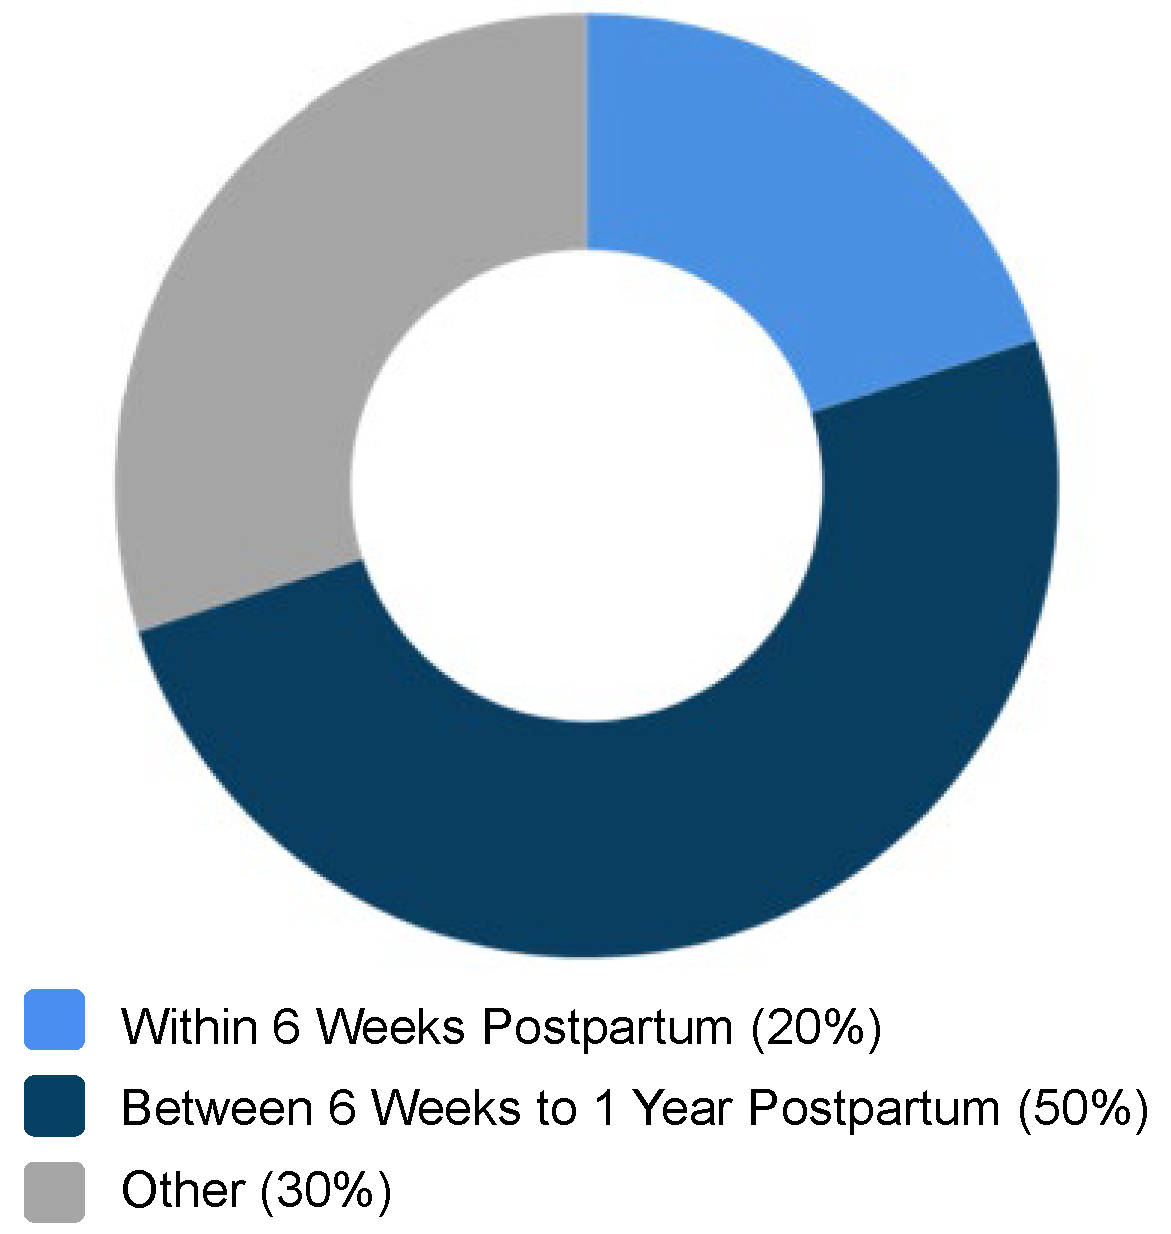 Within 6 Weeks Postpartum (20%)
Between 6 Weeks to 1 Year Postpartum (50%)
Other (30%)